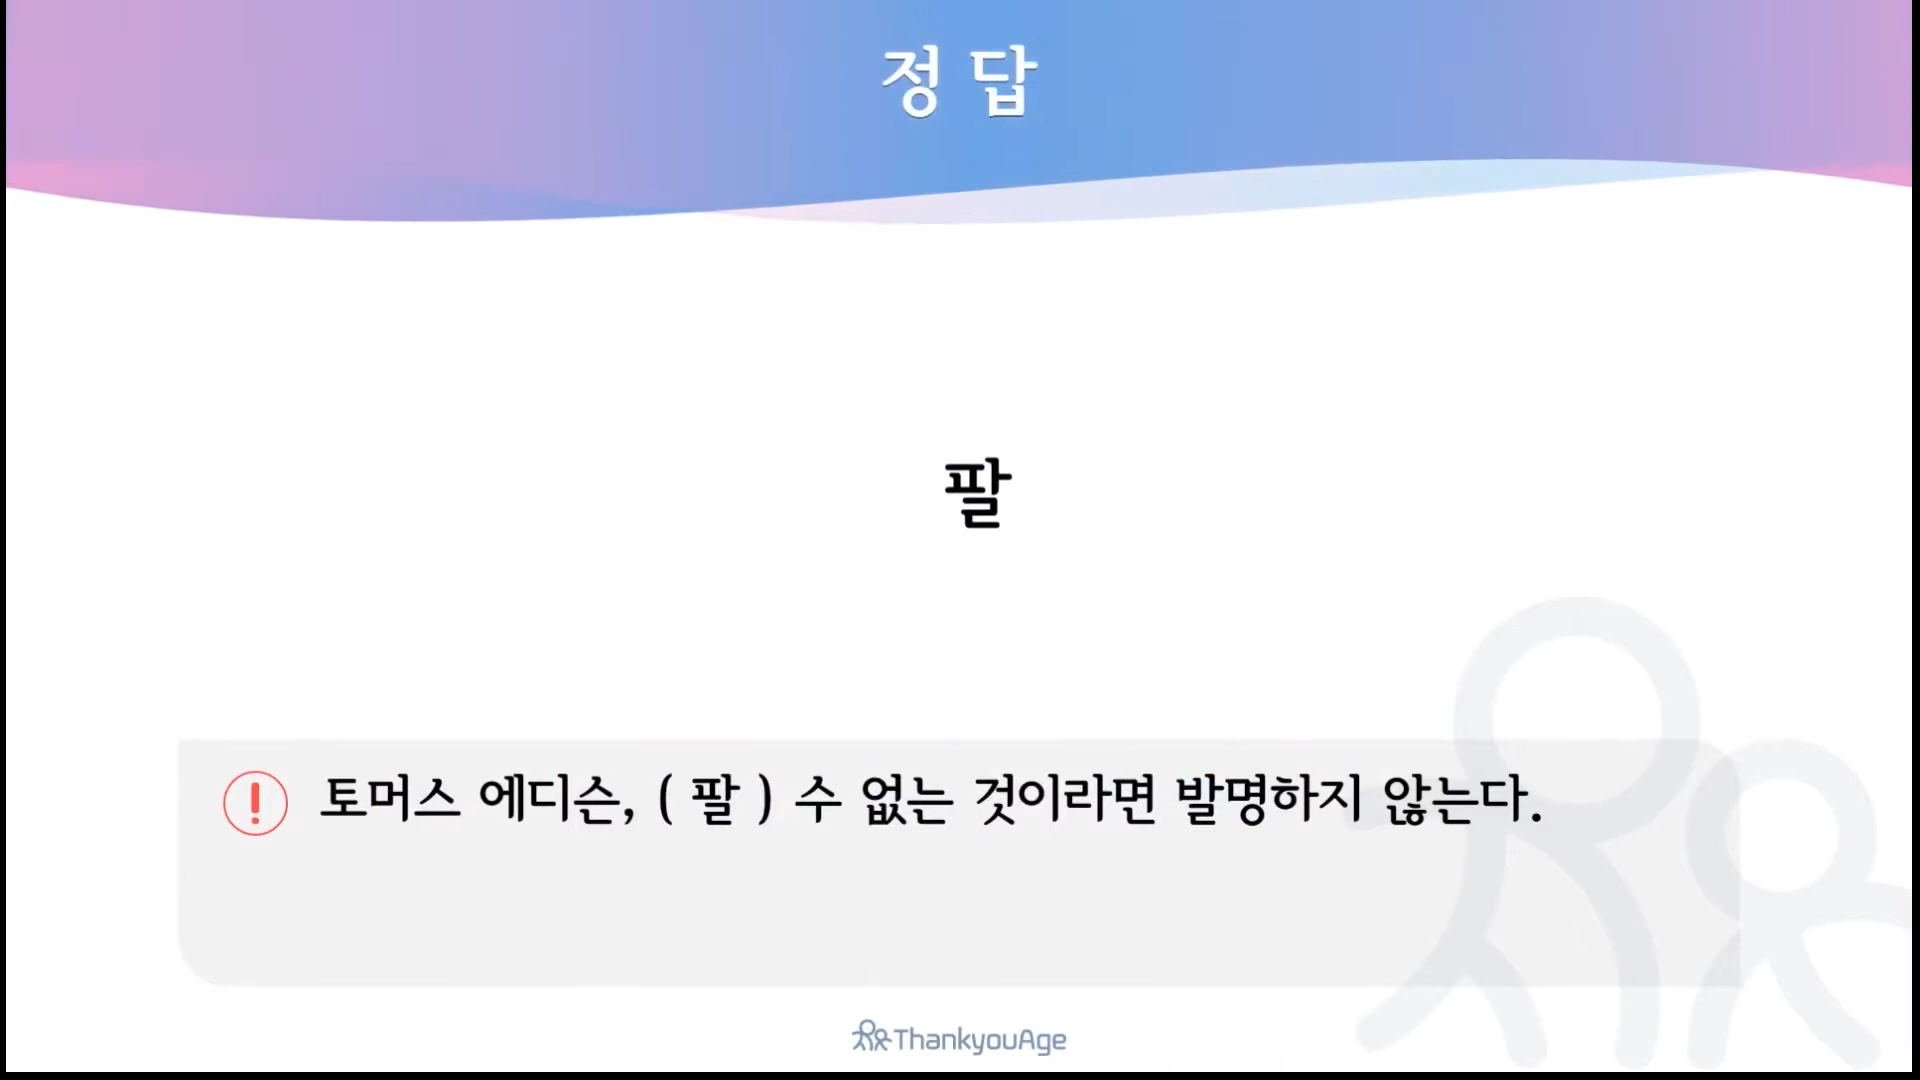 정 답
팔
! 토머스 에디슨, ( 팔 ) 수 없는 것이라면 발명하지 않는다.
ThankyouAge